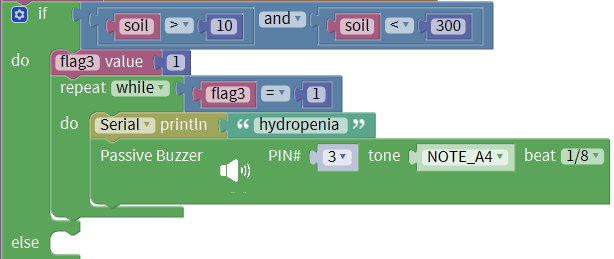 if soil > 10 and soil < 300
do flag3 value 1
repeat while flag3 = 1
do Serial println “ hydropenia ”
Passive Buzzer PIN# 3 tone NOTE_A4 beat 1/8
else